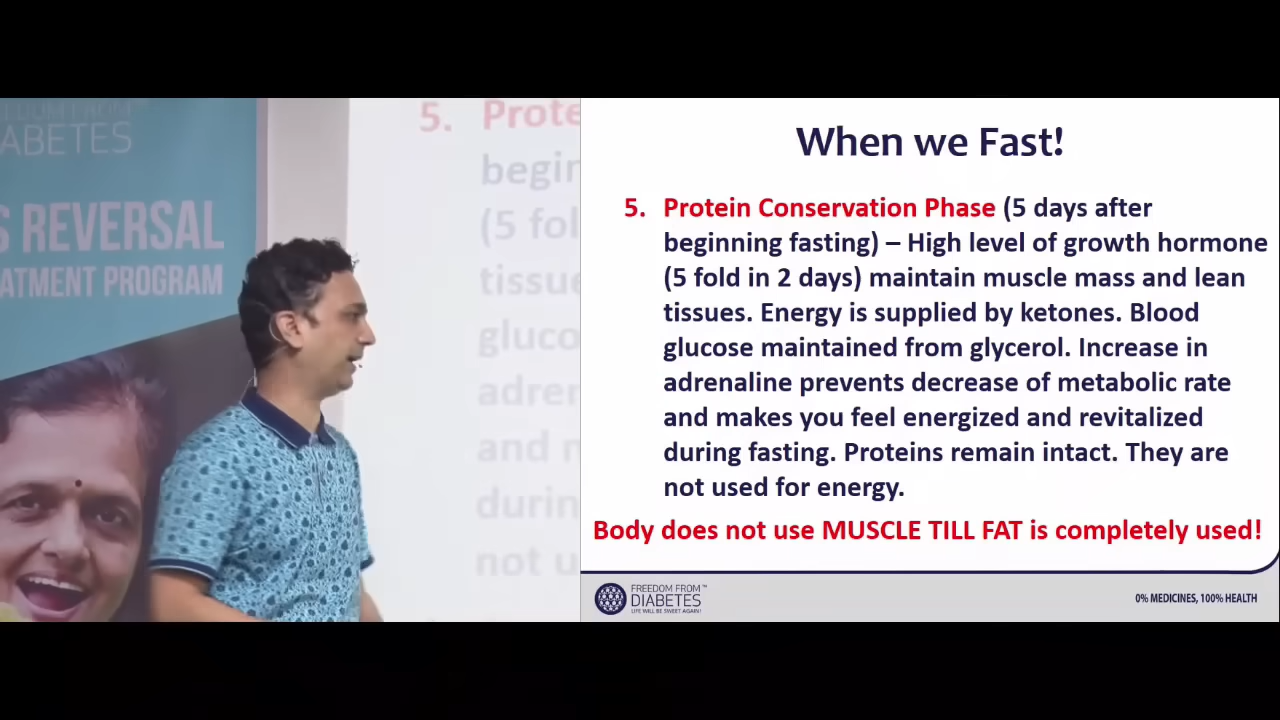 FREEDOM FROM
DIABETES
S REVERSAL
ATMENT PROGRAM
5. Prote
begin
(5 fol
tissue
gluco
adren
and m
durin
not u
When we Fast!
5. Protein Conservation Phase (5 days after
beginning fasting) – High level of growth hormone
(5 fold in 2 days) maintain muscle mass and lean
tissues. Energy is supplied by ketones. Blood
glucose maintained from glycerol. Increase in
adrenaline prevents decrease of metabolic rate
and makes you feel energized and revitalized
during fasting. Proteins remain intact. They are
not used for energy.
Body does not use MUSCLE TILL FAT is completely used!
FREEDOM FROM™
DIABETES
LIFE WILL BE SWEET AGAIN!
0% MEDICINES, 100% HEALTH